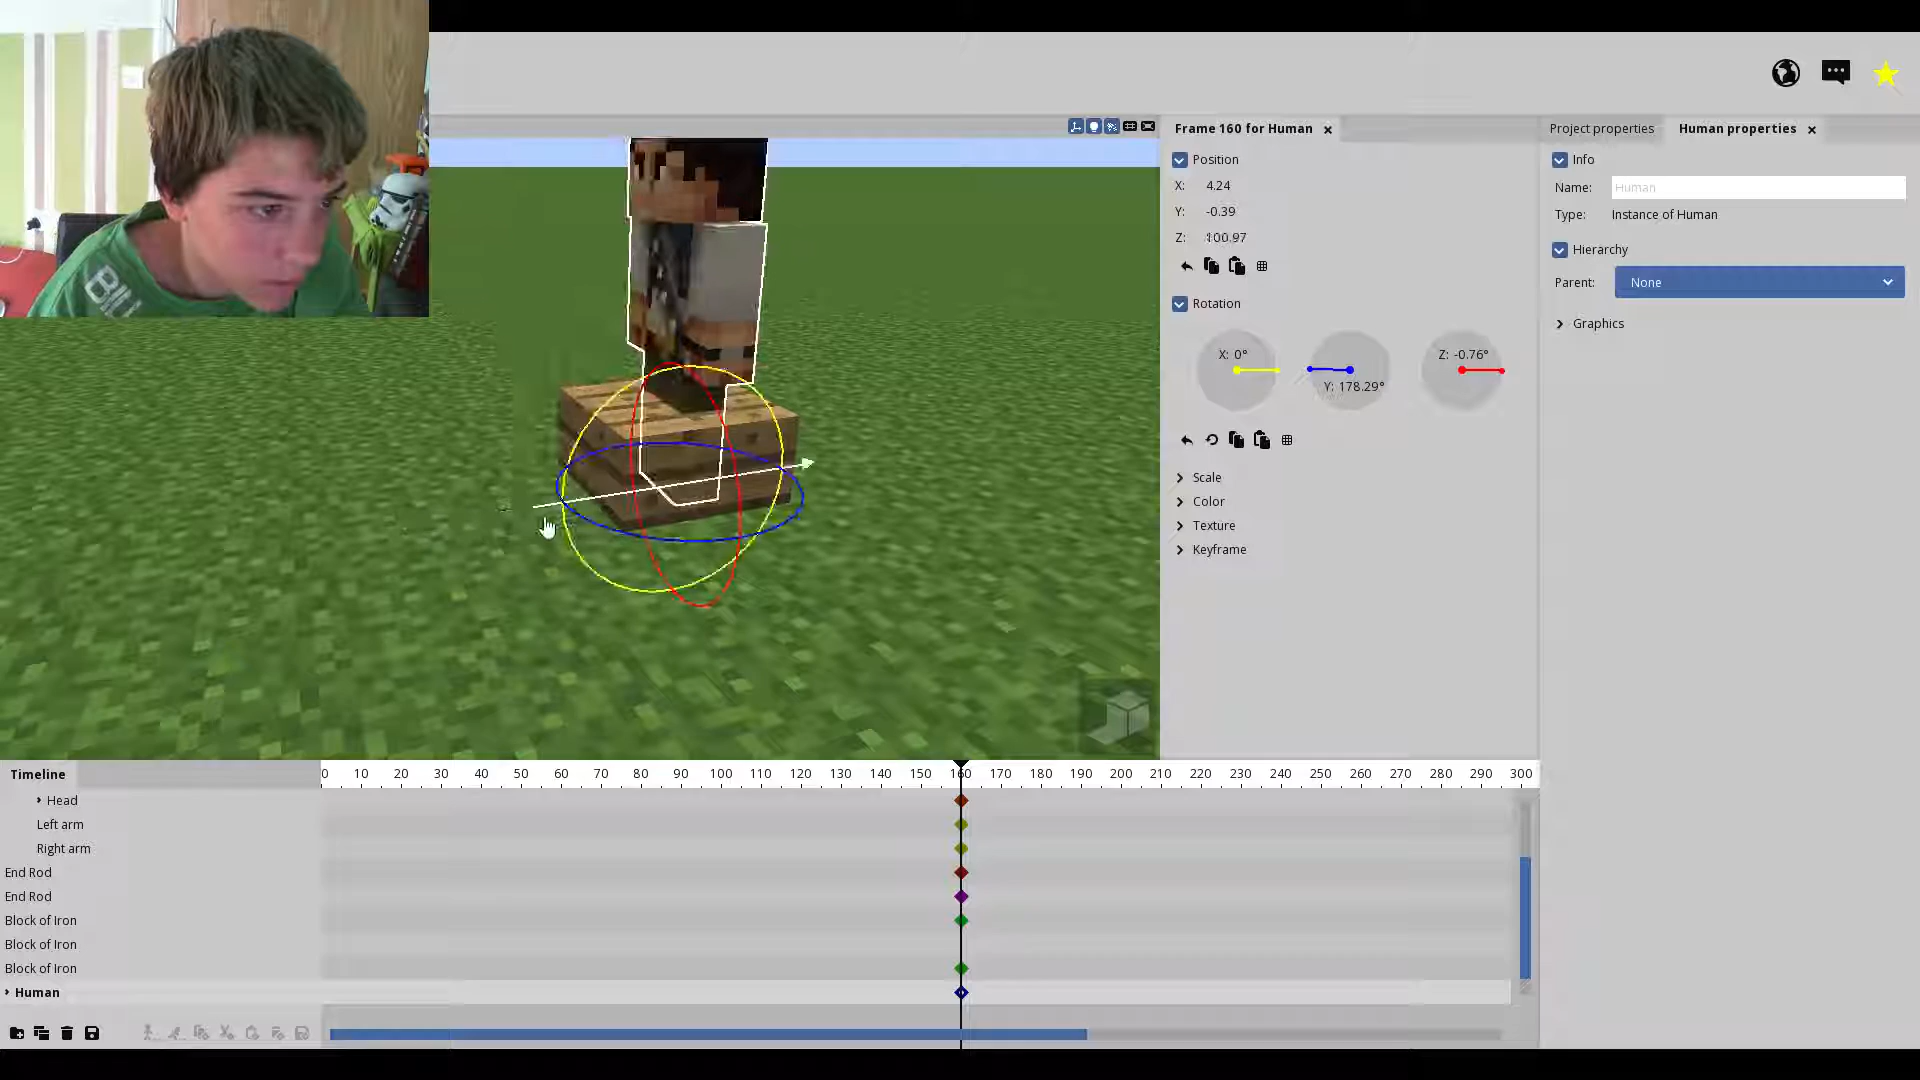 BILL
Frame 160 for Human
Position
X: 4.24
Y: -0.39
Z: 100.97
Rotation
X: 0°
Y: 178.29°
Z: -0.76°
Scale
Color
Texture
Keyframe
Project properties
Human properties
Info
Name: Human
Type: Instance of Human
Hierarchy
Parent: None
Graphics
Timeline
0 10 20 30 40 50 60 70 80 90 100 110 120 130 140 150 160 170 180 190 200 210 220 230 240 250 260 270 280 290 300
Head
Left arm
Right arm
End Rod
End Rod
Block of Iron
Block of Iron
Block of Iron
Human